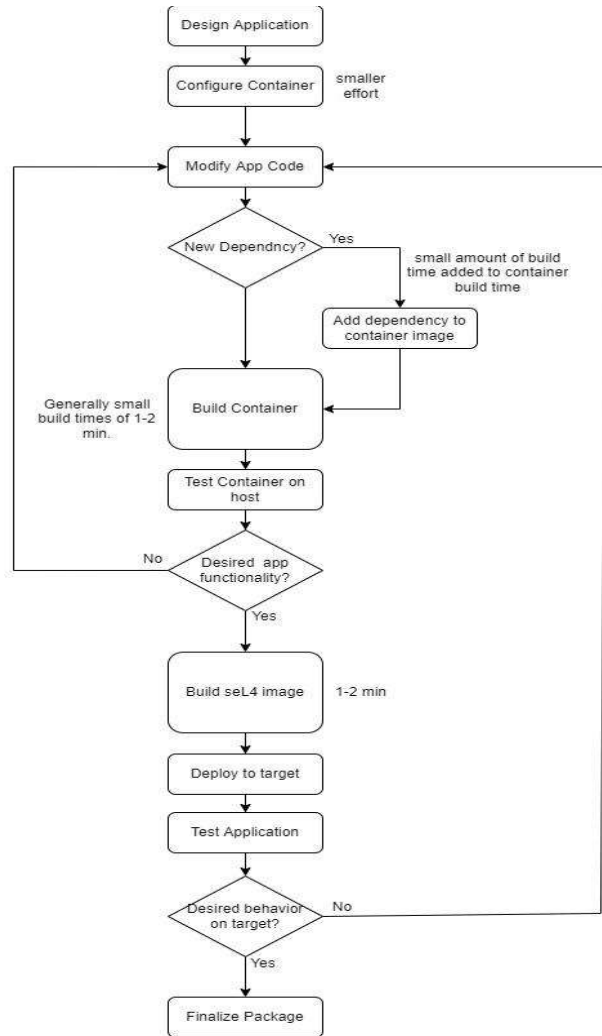 Design Application
Configure Container
smaller
effort
Modify App Code
New Dependncy?
Yes
small amount of build
time added to container
build time
Add dependency to
container image
Generally small
build times of 1-2
min.
Build Container
Test Container on
host
No
Desired app
functionality?
Yes
Build seL4 image
1-2 min
Deploy to target
Test Application
Desired behavior
on target?
No
Yes
Finalize Package